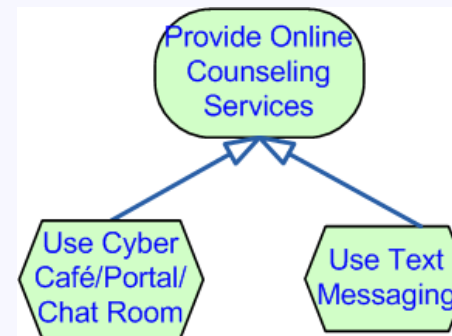 Provide Online
Counseling
Services
Use Cyber
Café/Portal/
Chat Room
Use Text
Messaging